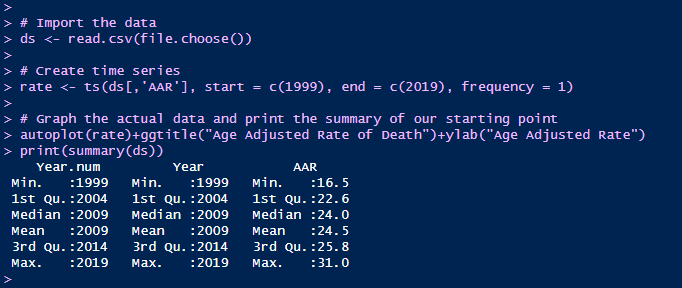 >
> # Import the data
> ds <- read.csv(file.choose())
>
> # Create time series
> rate <- ts(ds[,'AAR'], start = c(1999), end = c(2019), frequency = 1)
>
> # Graph the actual data and print the summary of our starting point
> autoplot(rate)+ggtitle("Age Adjusted Rate of Death")+ylab("Age Adjusted Rate")
> print(summary(ds))
    Year.num         Year           AAR
 Min.   :1999   Min.   :1999   Min.   :16.5
 1st Qu.:2004   1st Qu.:2004   1st Qu.:22.6
 Median :2009   Median :2009   Median :24.0
 Mean   :2009   Mean   :2009   Mean   :24.5
 3rd Qu.:2014   3rd Qu.:2014   3rd Qu.:25.8
 Max.   :2019   Max.   :2019   Max.   :31.0
>